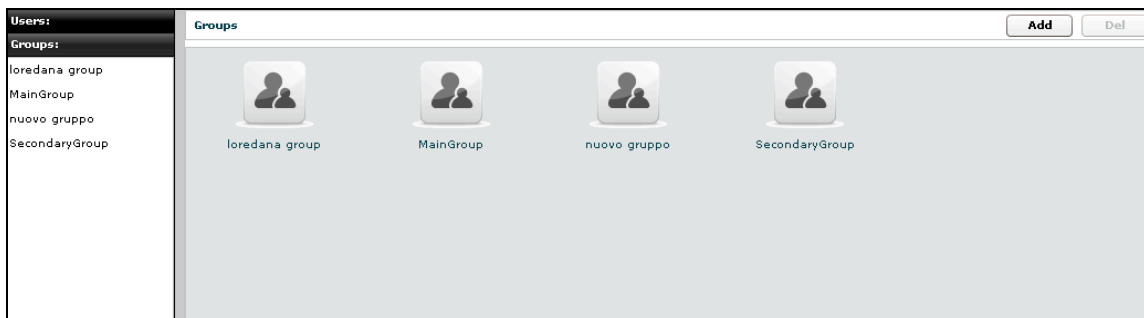 Users:
Groups:
loredana group
MainGroup
nuovo gruppo
SecondaryGroup
Groups
Add
Del
loredana group
MainGroup
nuovo gruppo
SecondaryGroup